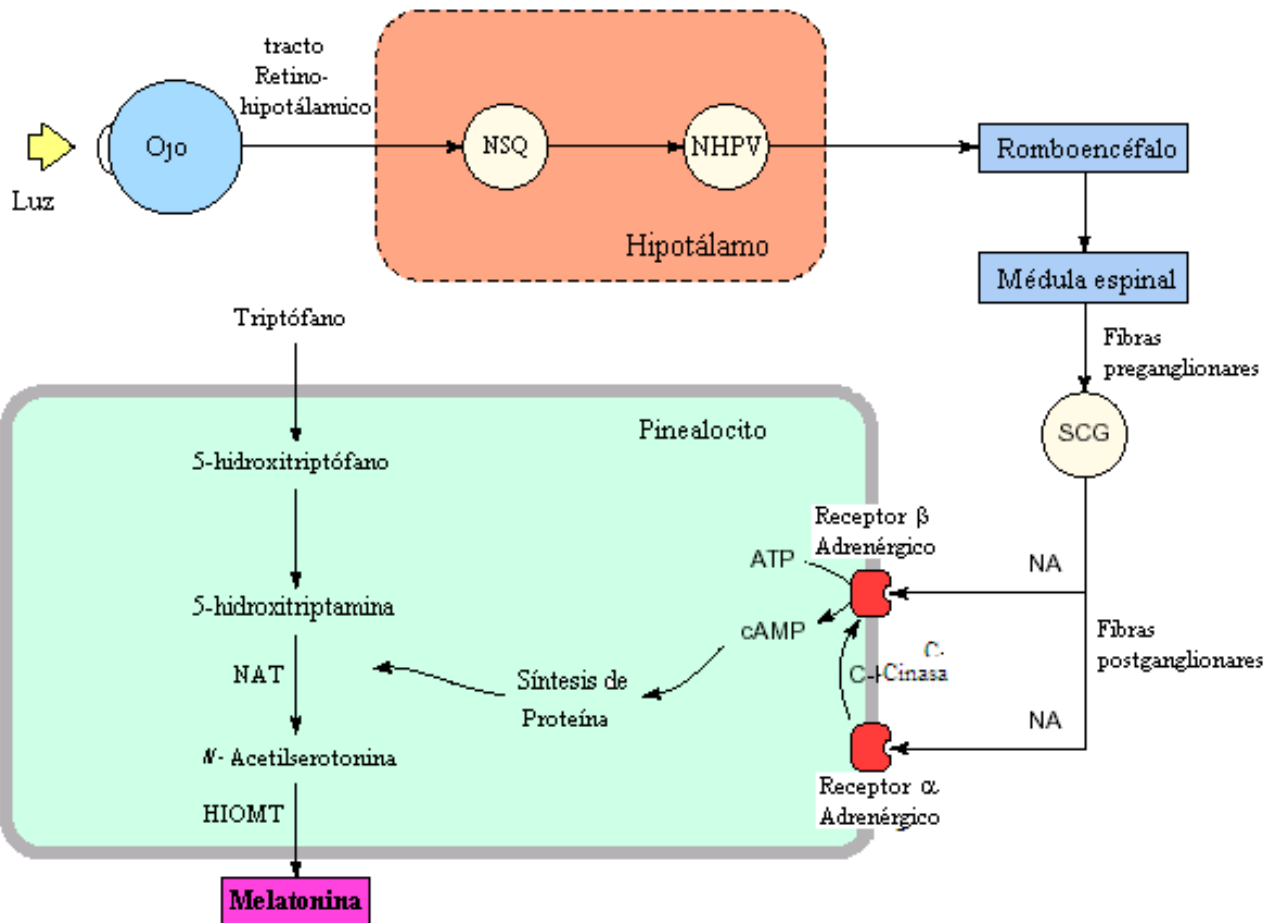 tracto
Retino-
hipotálamico
Luz
Ojo
NSQ
NHPV
Hipotálamo
Romboencéfalo
Médula espinal
Fibras
preganglionares
SCG
Triptófano
Pinealocito
5-hidroxitriptófano
5-hidroxitriptamina
NAT
N- Acetilserotonina
HIOMT
Melatonina
Síntesis de
Proteína
ATP
cAMP
Receptor β
Adrenérgico
NA
Fibras
postganglionares
C-
Cinasa
NA
Receptor α
Adrenérgico